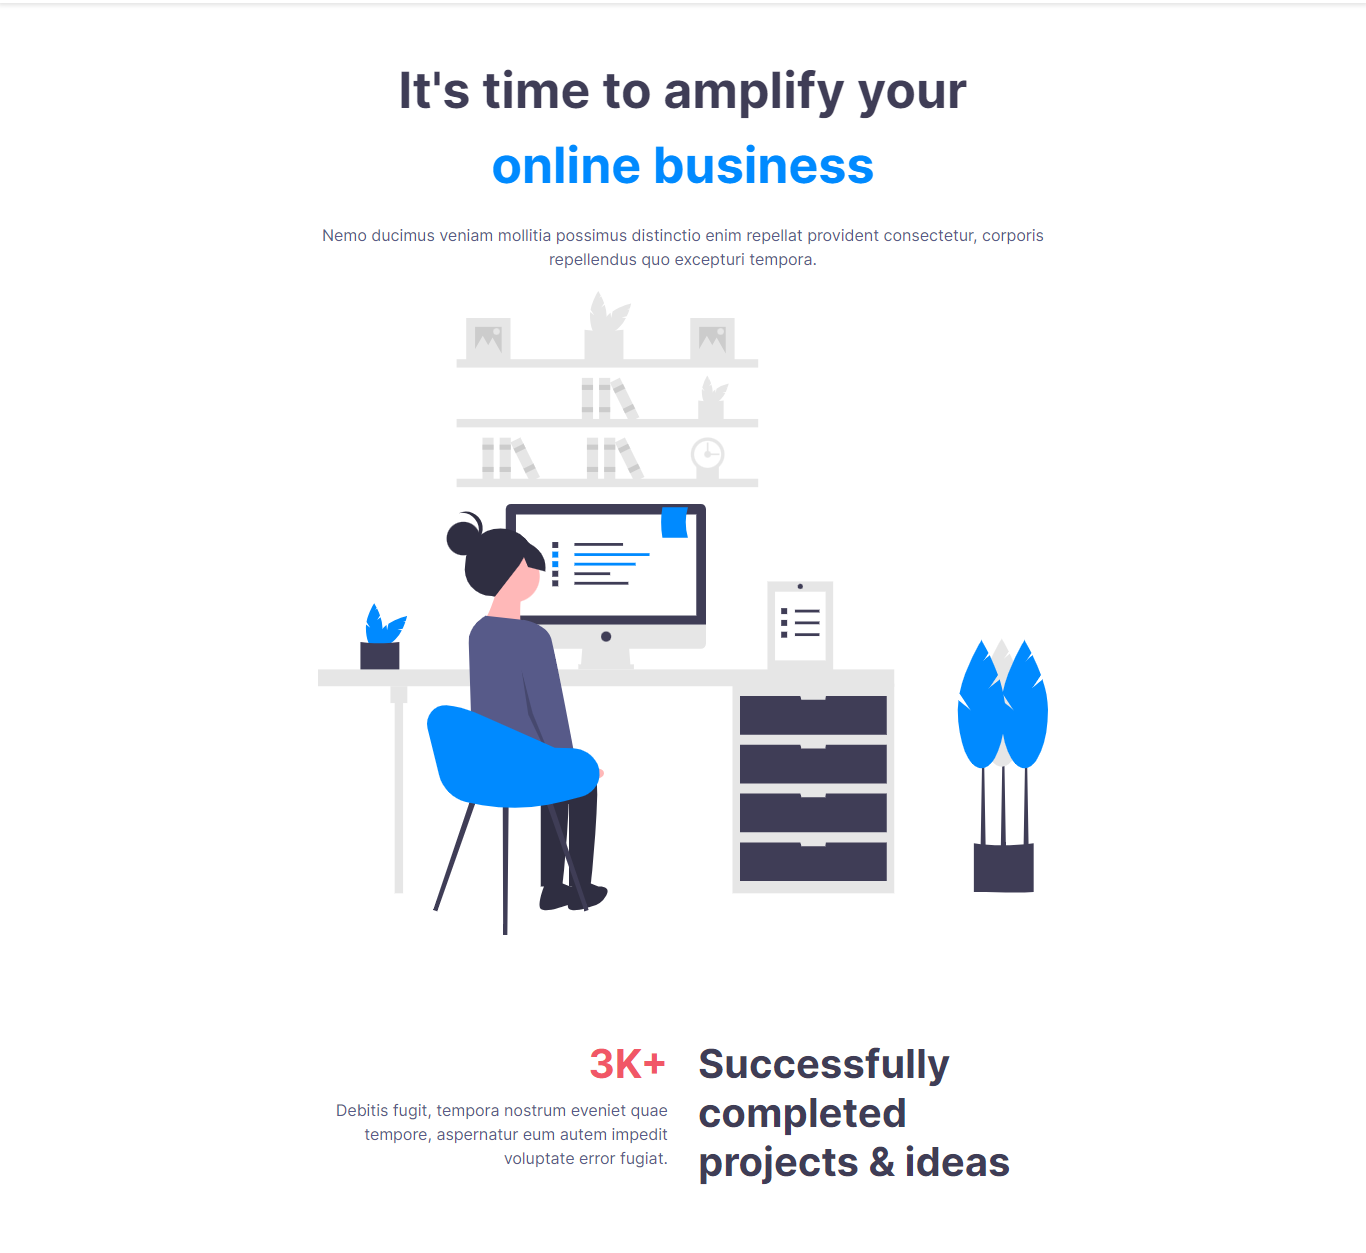 It's time to amplify your
online business
Nemo ducimus veniam mollitia possimus distinctio enim repellat provident consectetur, corporis
repellendus quo excepturi tempora.
3K+
Debitis fugit, tempora nostrum eveniet quae
tempore, aspernatur eum autem impedit
voluptate error fugiat.
Successfully
completed
projects & ideas